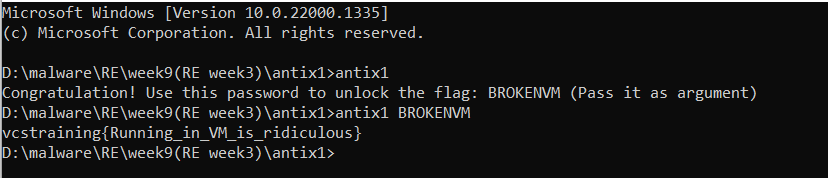 Microsoft Windows [Version 10.0.22000.1335]
(c) Microsoft Corporation. All rights reserved.
D:\malware\RE\week9(RE week3)\antix1>antix1
Congratulation! Use this password to unlock the flag: BROKENVM (Pass it as argument)
D:\malware\RE\week9(RE week3)\antix1>antix1 BROKENVM
vcstraining{Running_in_VM_is_ridiculous}
D:\malware\RE\week9(RE week3)\antix1>